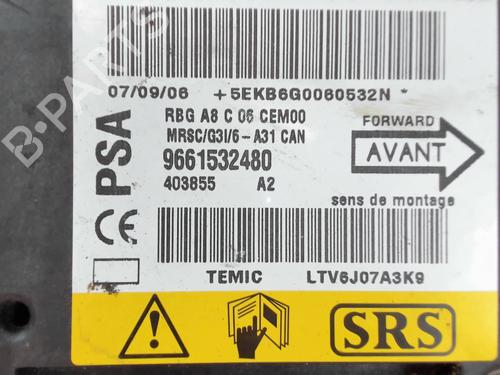 B-PARTS
07/09/06 +5EKB6G0060532N *
RBG A8 C 06 CEM00
MRSC/G3I/6- A31 CAN
9661532480
403855 A2
FORWARD
AVANT
sens de montage
PSA
CE
TEMIC LTV6J07A3K9
SRS